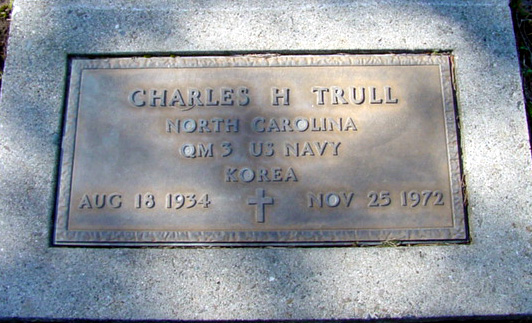 CHARLES H TRULL
NORTH CAROLINA
QM3 US NAVY
KOREA
AUG 18 1934 NOV 25 1972